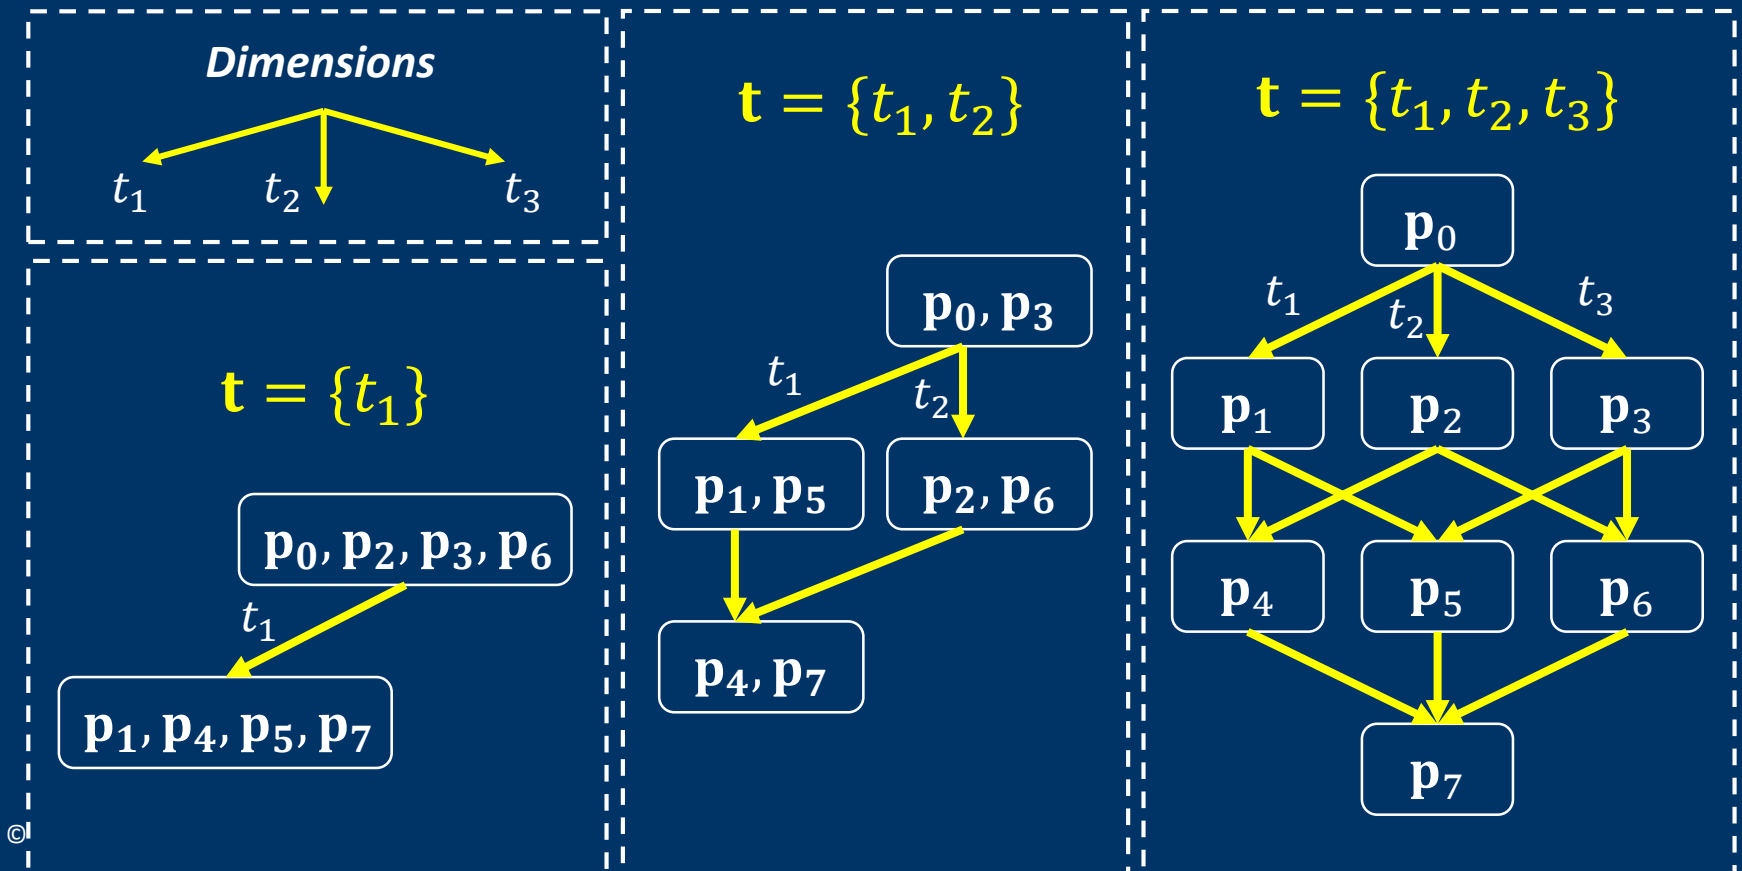 Dimensions
t₁ t₂ t₃
𝐭 = {t₁}
t₁
𝐩₀, 𝐩₂, 𝐩₃, 𝐩₆
𝐩₁, 𝐩₄, 𝐩₅, 𝐩₇
©
𝐭 = {t₁, t₂}
𝐩₀, 𝐩₃
t₁ t₂
𝐩₁, 𝐩₅ 𝐩₂, 𝐩₆
𝐩₄, 𝐩₇
𝐭 = {t₁, t₂, t₃}
𝐩₀
t₁ t₂ t₃
𝐩₁ 𝐩₂ 𝐩₃
𝐩₄ 𝐩₅ 𝐩₆
𝐩₇